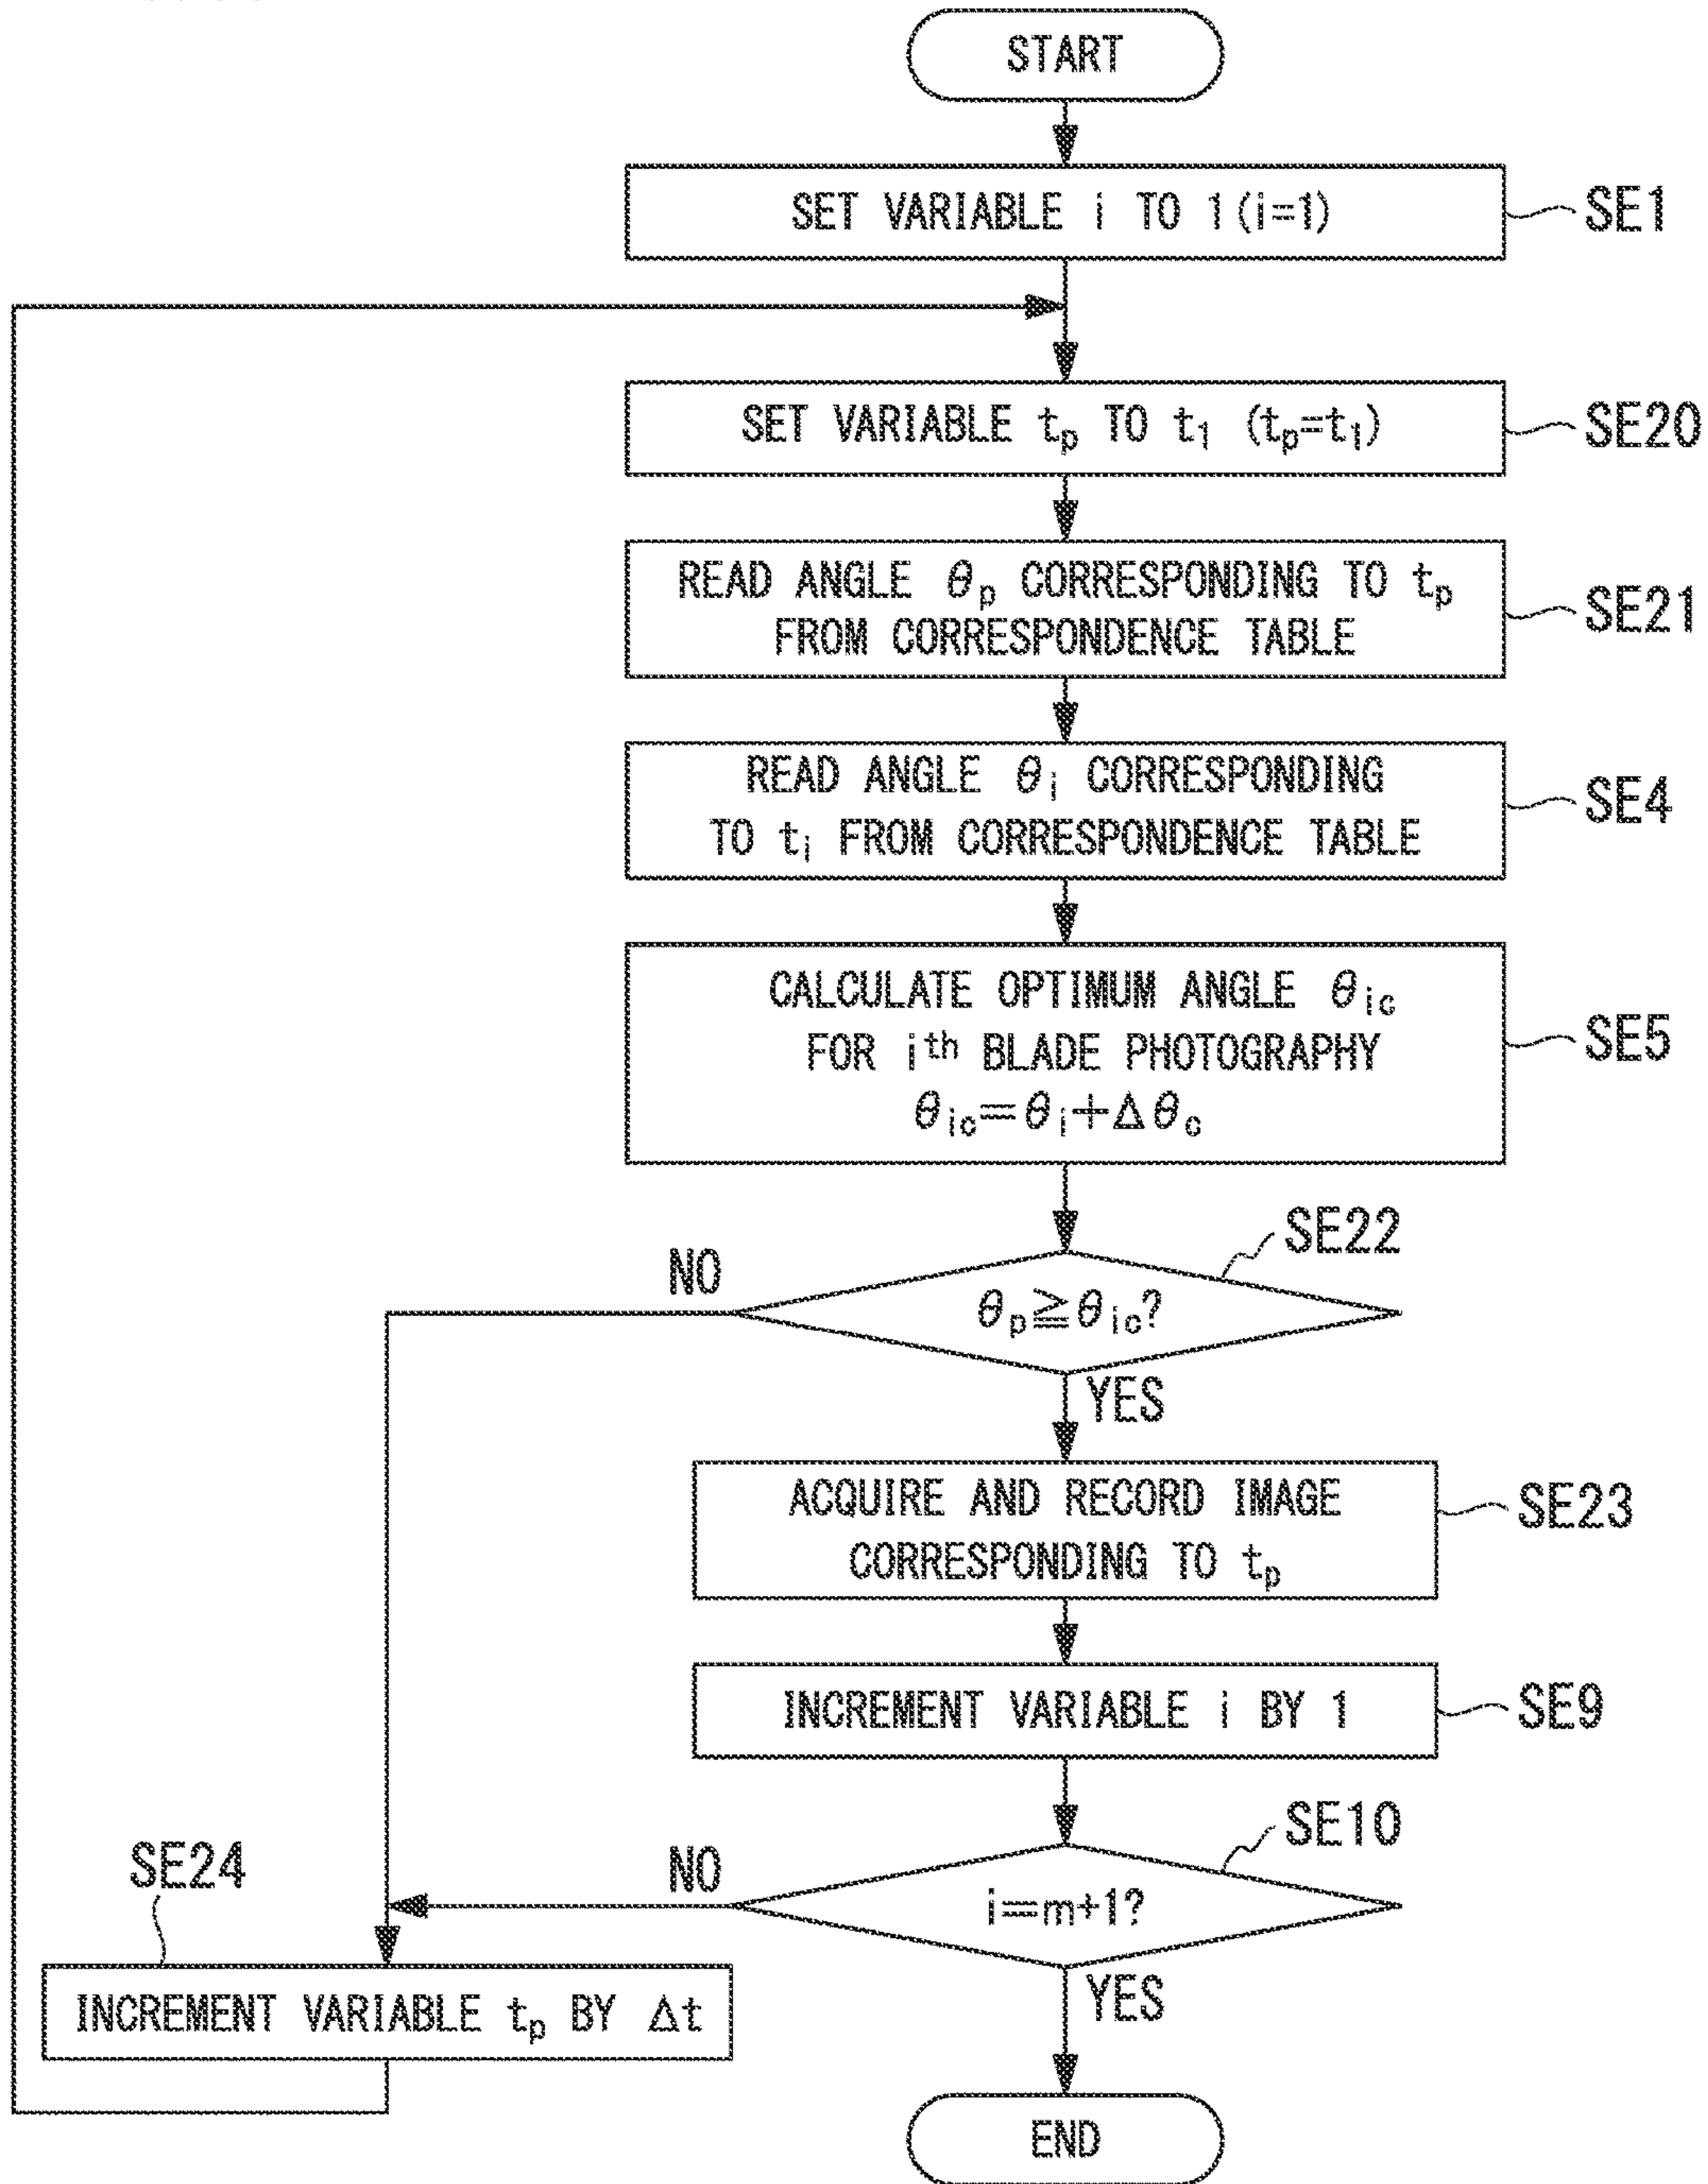 START
SET VARIABLE i TO 1(i=1)
SE1
SET VARIABLE tp TO t1 (tp=t1)
SE20
READ ANGLE θp CORRESPONDING TO tp
FROM CORRESPONDENCE TABLE
SE21
READ ANGLE θi CORRESPONDING
TO ti FROM CORRESPONDENCE TABLE
SE4
CALCULATE OPTIMUM ANGLE θic
FOR ith BLADE PHOTOGRAPHY
θic=θi+Δθc
SE5
SE22
NO
θp≧θic?
YES
ACQUIRE AND RECORD IMAGE
CORRESPONDING TO tp
SE23
INCREMENT VARIABLE i BY 1
SE9
SE10
NO
i=m+1?
YES
SE24
INCREMENT VARIABLE tp BY Δt
END